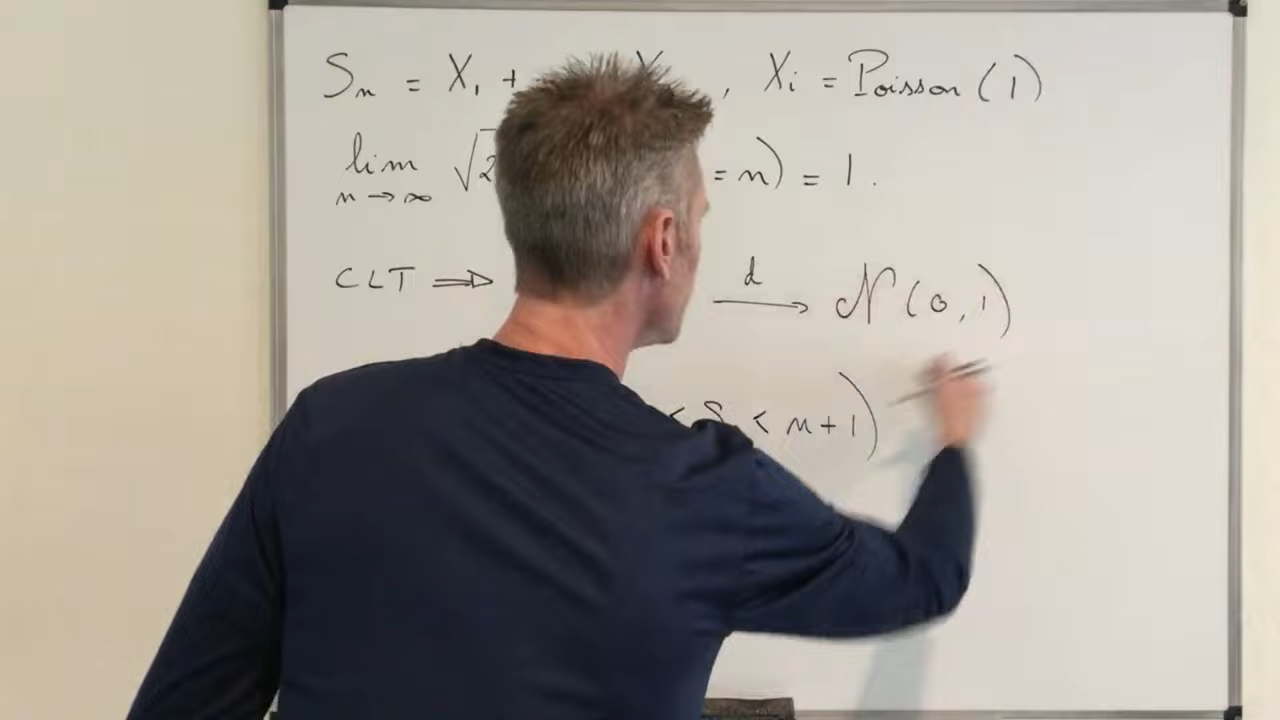 Sn = X1 + X , Xi = Poisson (1)
lim n→∞ √2 = n) = 1.
CLT ⇒ d → N(0,1)
< S < n+1)